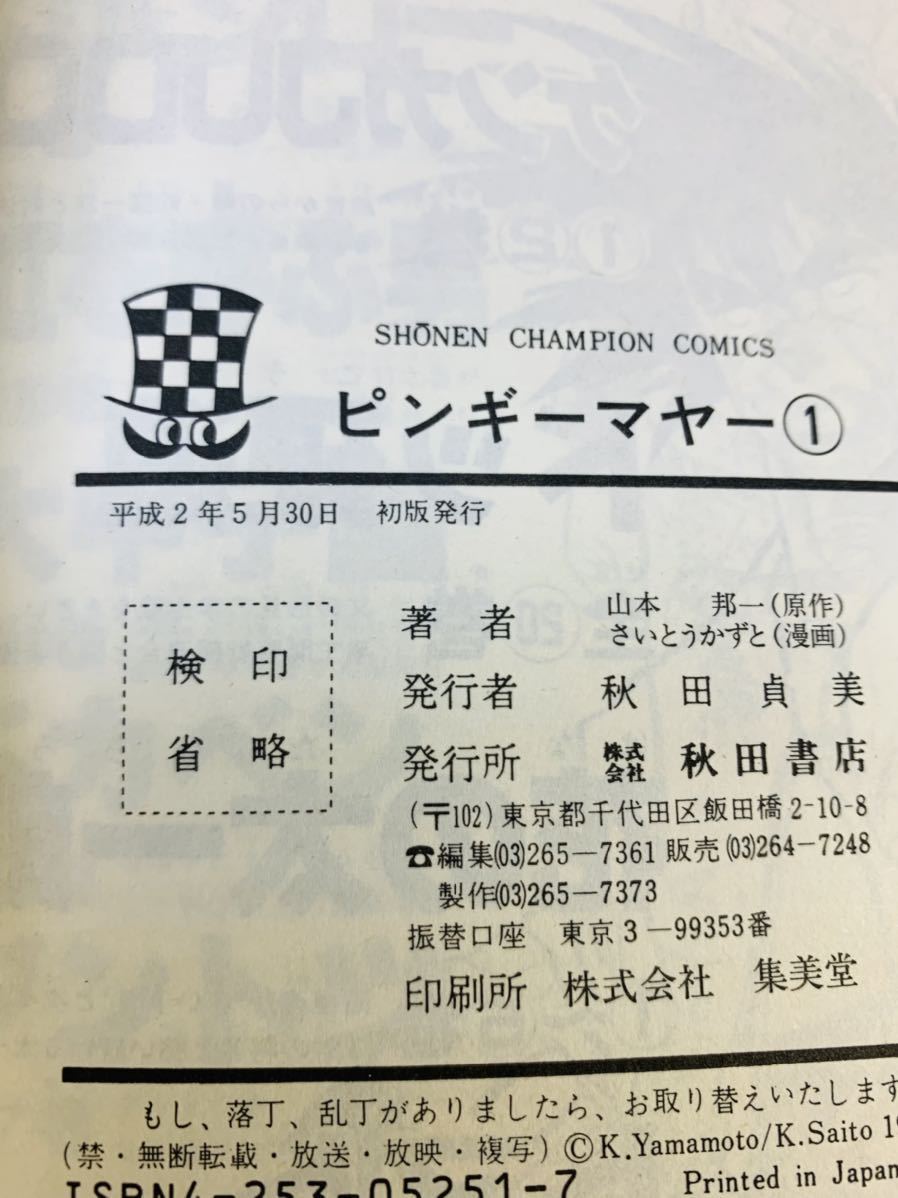 SHŌNEN CHAMPION COMICS
ピンギーマヤー①
平成2年5月30日 初版発行
検印
省略
著者 山本 邦一(原作)
さいとうかずと(漫画)
発行者 秋田貞美
発行所 株式会社 秋田書店
(〒102)東京都千代田区飯田橋2-10-8
☎編集(03)265―7361 販売(03)264―7248
製作(03)265―7373
振替口座 東京3―99353番
印刷所 株式会社 集美堂
もし、落丁、乱丁がありましたら、お取り替えいたします
(禁・無断転載・放送・放映・複写)©K.Yamamoto/K.Saito 19
ISBN4-253-05251-7 Printed in Japan